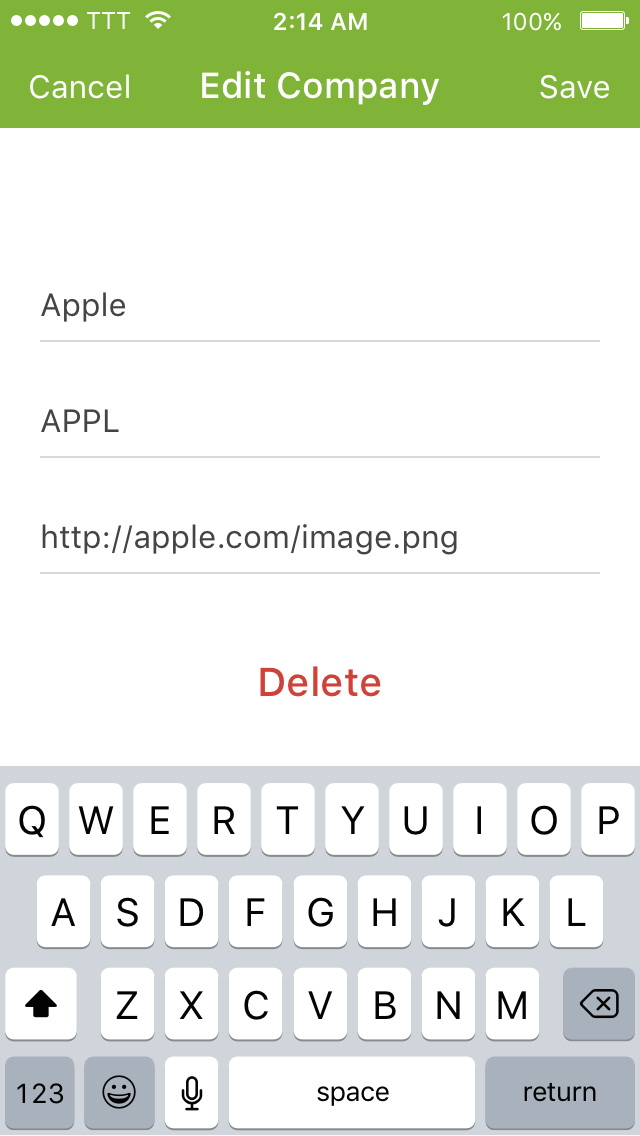 TTT 2:14 AM 100%
Cancel Edit Company Save
Apple
APPL
http://apple.com/image.png
Delete
Q W E R T Y U I O P
A S D F G H J K L
Z X C V B N M
123 space return